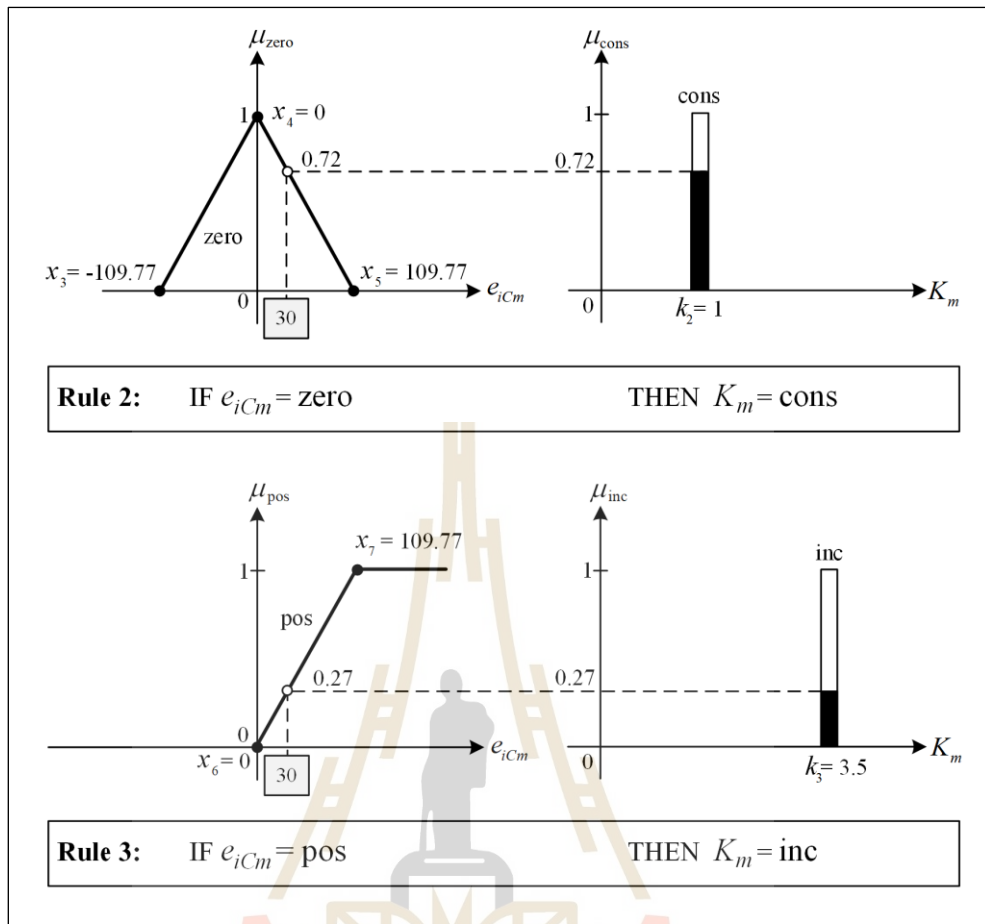 μzero
μcons
1
x4 = 0
1
cons
0.72
0.72
zero
x3 = -109.77
x5 = 109.77
0
eiCm
0
Km
30
k2 = 1
Rule 2: IF eiCm = zero THEN Km = cons
μpos
μinc
x7 = 109.77
inc
1
1
pos
0.27
0.27
0
x6 = 0
eiCm
0
Km
30
k3 = 3.5
Rule 3: IF eiCm = pos THEN Km = inc